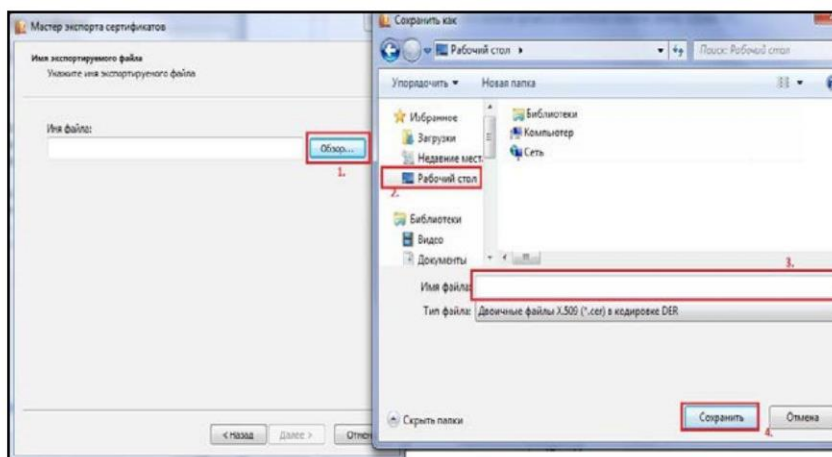 Мастер экспорта сертификатов
Имя экспортируемого файла
Укажите имя экспортируемого файла
Имя файла:
Обзор...
1.
< Назад
Далее >
Сохранить как
Рабочий стол
Поиск: Рабочий стол
Упорядочить
Новая папка
Избранное
Загрузки
Недавние мест
Рабочий стол
2.
Библиотеки
Видео
Документы
Библиотеки
Компьютер
Сеть
3.
Имя файла:
Тип файла: Двоичные файлы X.509 (*.cer) в кодировке DER
Скрыть папки
Сохранить
Отмена
4.